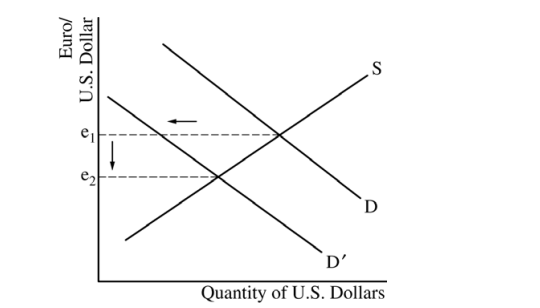 Euro/
U.S. Dollar
S
e1
e2
D
D′
Quantity of U.S. Dollars